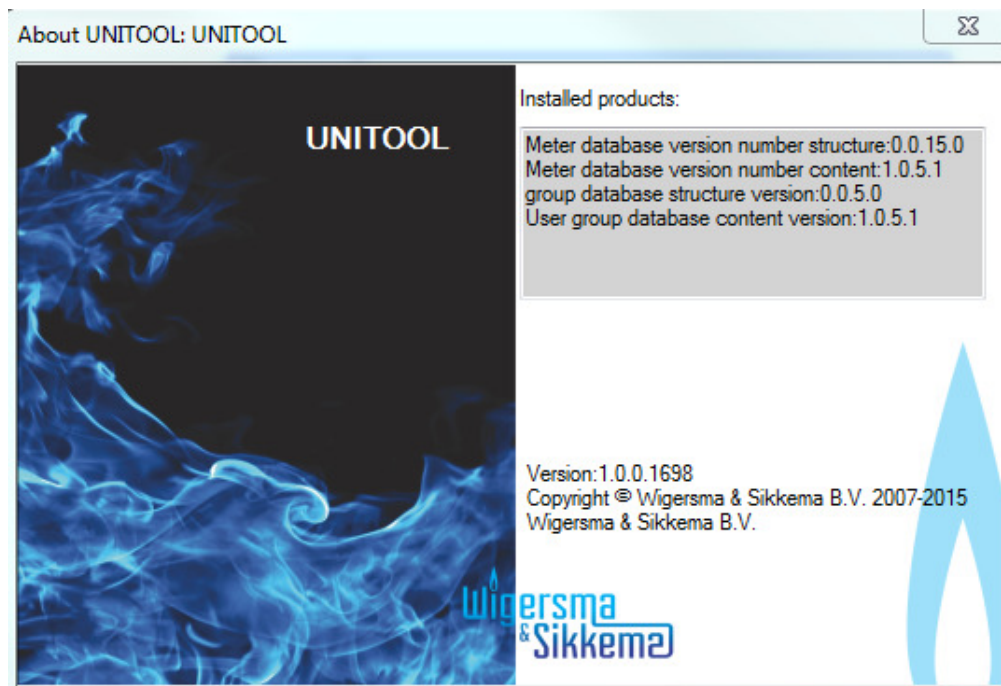 About UNITOOL: UNITOOL
UNITOOL
Installed products:
Meter database version number structure:0.0.15.0
Meter database version number content:1.0.5.1
group database structure version:0.0.5.0
User group database content version:1.0.5.1
Version:1.0.0.1698
Copyright © Wigersma & Sikkema B.V. 2007-2015
Wigersma & Sikkema B.V.
Wigersma
& Sikkema